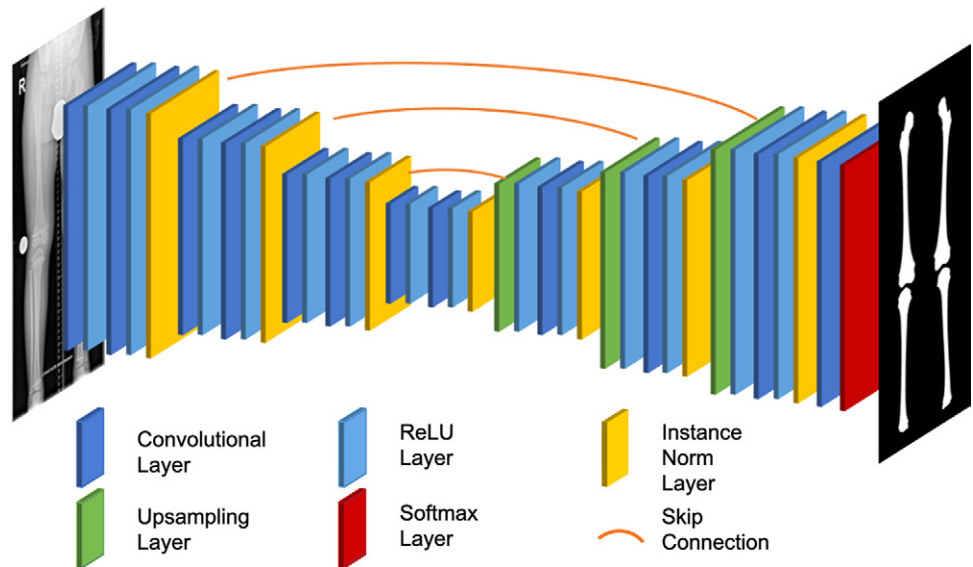 R
Convolutional
Layer
ReLU
Layer
Instance
Norm
Layer
Upsampling
Layer
Softmax
Layer
Skip
Connection